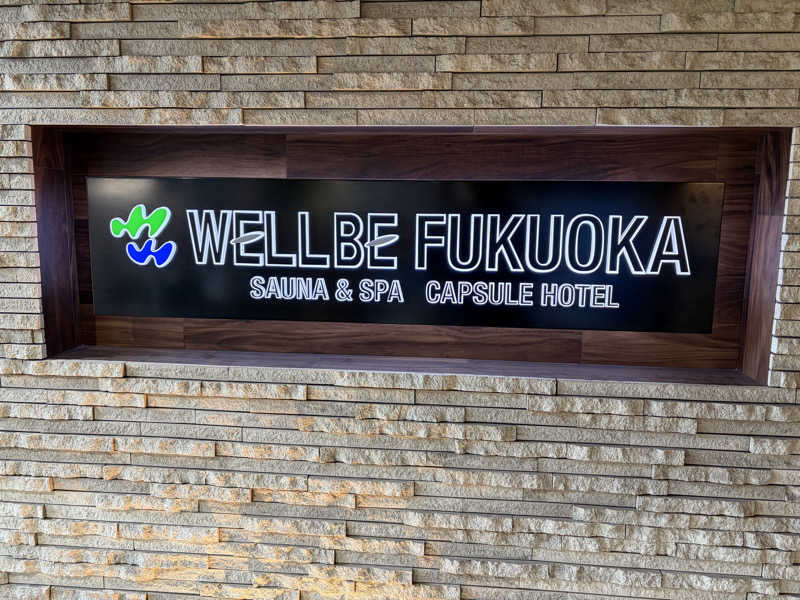 WELLBE FUKUOKA
SAUNA & SPA CAPSULE HOTEL